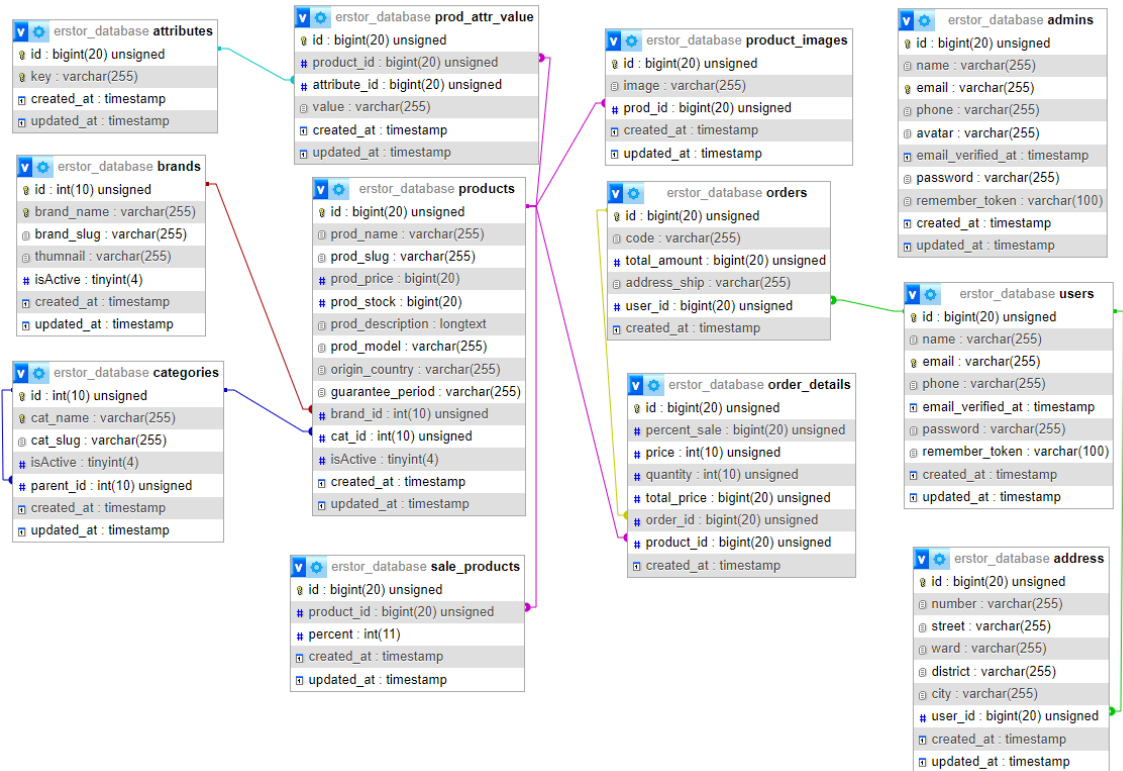 erstor_database attributes
id : bigint(20) unsigned
key : varchar(255)
created_at : timestamp
updated_at : timestamp
erstor_database prod_attr_value
id : bigint(20) unsigned
product_id : bigint(20) unsigned
attribute_id : bigint(20) unsigned
value : varchar(255)
created_at : timestamp
updated_at : timestamp
erstor_database product_images
id : bigint(20) unsigned
image : varchar(255)
prod_id : bigint(20) unsigned
created_at : timestamp
updated_at : timestamp
erstor_database admins
id : bigint(20) unsigned
name : varchar(255)
email : varchar(255)
phone : varchar(255)
avatar : varchar(255)
email_verified_at : timestamp
password : varchar(255)
remember_token : varchar(100)
created_at : timestamp
updated_at : timestamp
erstor_database brands
id : int(10) unsigned
brand_name : varchar(255)
brand_slug : varchar(255)
thumnail : varchar(255)
isActive : tinyint(4)
created_at : timestamp
updated_at : timestamp
erstor_database products
id : bigint(20) unsigned
prod_name : varchar(255)
prod_slug : varchar(255)
prod_price : bigint(20)
prod_stock : bigint(20)
prod_description : longtext
prod_model : varchar(255)
origin_country : varchar(255)
guarantee_period : varchar(255)
brand_id : int(10) unsigned
cat_id : int(10) unsigned
isActive : tinyint(4)
created_at : timestamp
updated_at : timestamp
erstor_database orders
id : bigint(20) unsigned
code : varchar(255)
total_amount : bigint(20) unsigned
address_ship : varchar(255)
user_id : bigint(20) unsigned
created_at : timestamp
erstor_database users
id : bigint(20) unsigned
name : varchar(255)
email : varchar(255)
phone : varchar(255)
email_verified_at : timestamp
password : varchar(255)
remember_token : varchar(100)
created_at : timestamp
updated_at : timestamp
erstor_database categories
id : int(10) unsigned
cat_name : varchar(255)
cat_slug : varchar(255)
isActive : tinyint(4)
parent_id : int(10) unsigned
created_at : timestamp
updated_at : timestamp
erstor_database order_details
id : bigint(20) unsigned
percent_sale : bigint(20) unsigned
price : int(10) unsigned
quantity : int(10) unsigned
total_price : bigint(20) unsigned
order_id : bigint(20) unsigned
product_id : bigint(20) unsigned
created_at : timestamp
erstor_database sale_products
id : bigint(20) unsigned
product_id : bigint(20) unsigned
percent : int(11)
created_at : timestamp
updated_at : timestamp
erstor_database address
id : bigint(20) unsigned
number : varchar(255)
street : varchar(255)
ward : varchar(255)
district : varchar(255)
city : varchar(255)
user_id : bigint(20) unsigned
created_at : timestamp
updated_at : timestamp